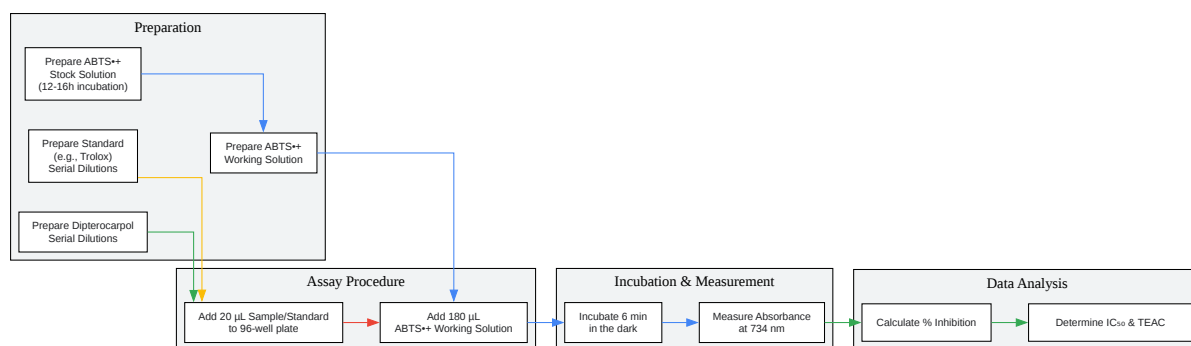 Preparation
Prepare ABTS•+
Stock Solution
(12-16h incubation)
Prepare Standard
(e.g., Trolox)
Serial Dilutions
Prepare ABTS•+
Working Solution
Prepare Dipterocarpol
Serial Dilutions
Assay Procedure
Add 20 µL Sample/Standard
to 96-well plate
Add 180 µL
ABTS•+ Working Solution
Incubation & Measurement
Incubate 6 min
in the dark
Measure Absorbance
at 734 nm
Data Analysis
Calculate % Inhibition
Determine IC₅₀ & TEAC